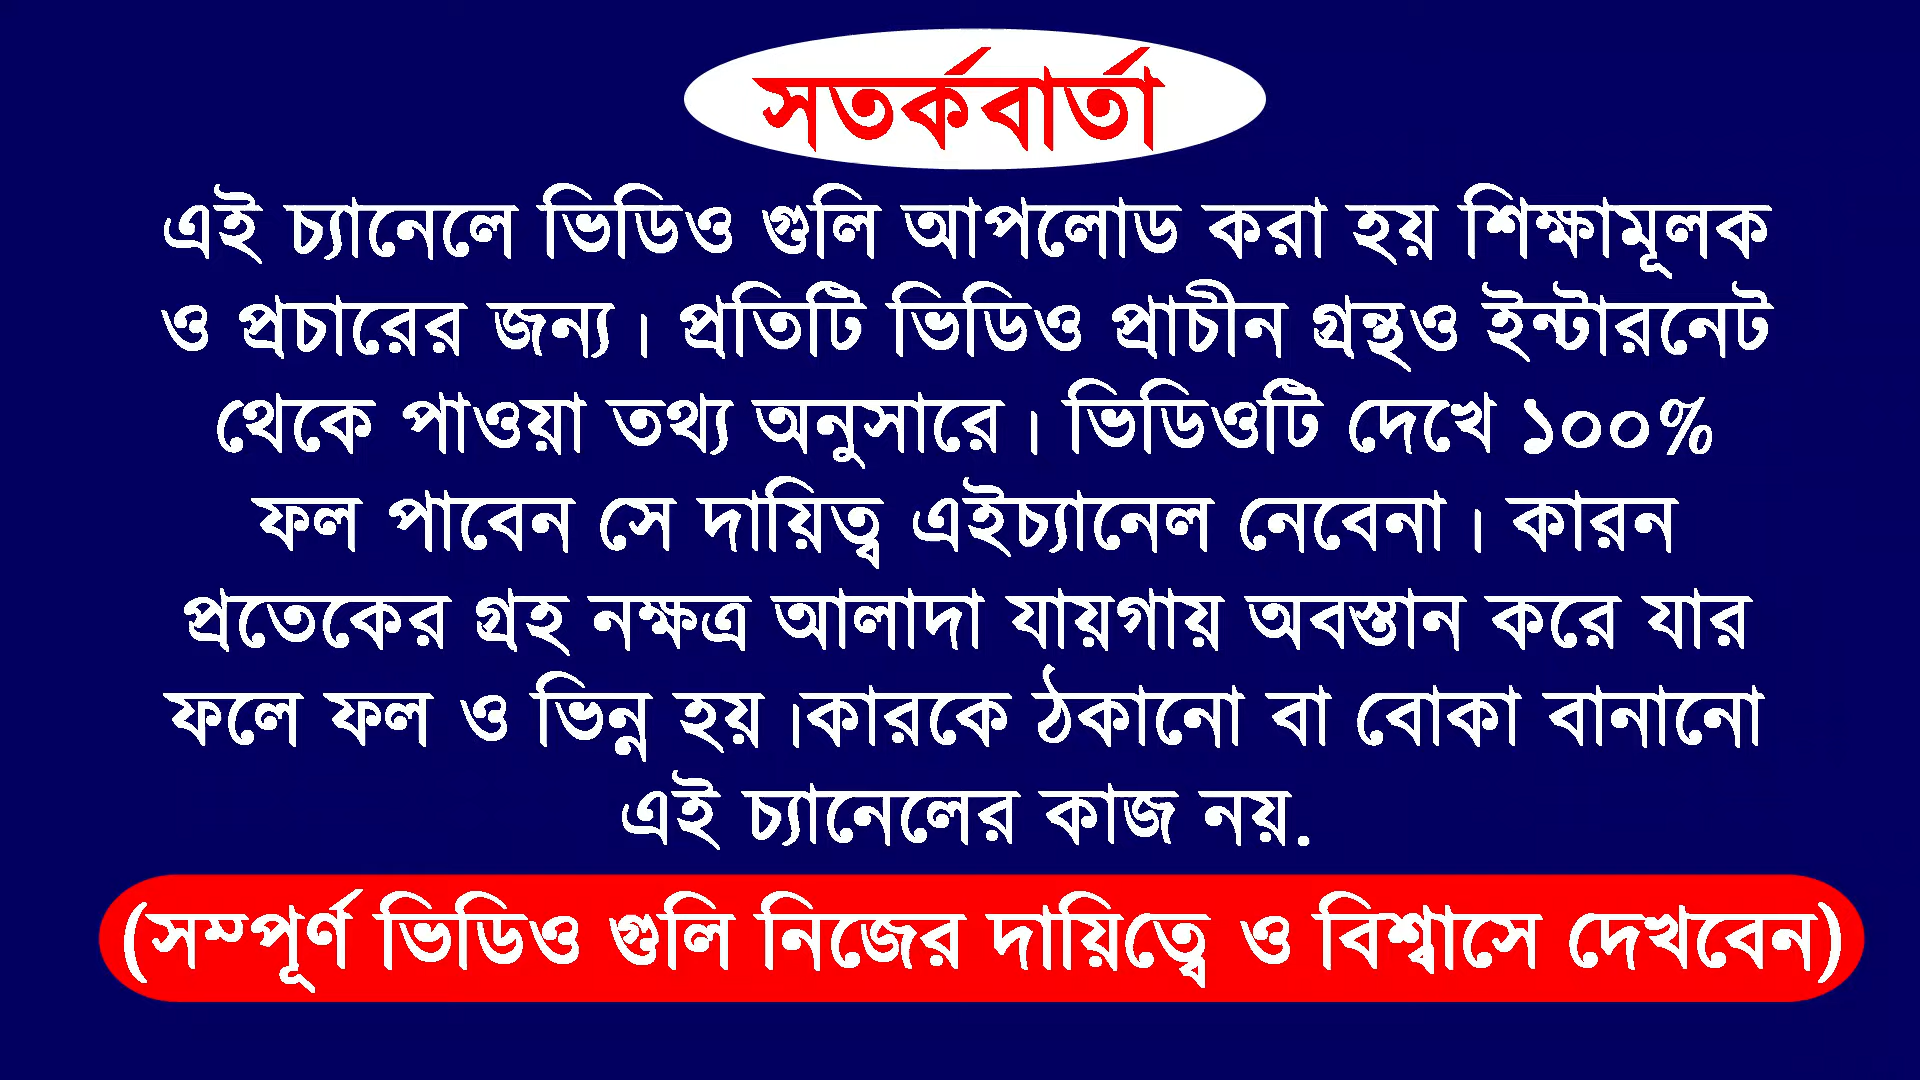 সতর্কবার্তা
এই চ্যানেলে ভিডিও গুলি আপলোড করা হয় শিক্ষামূলক
ও প্রচারের জন্য। প্রতিটি ভিডিও প্রাচীন গ্রন্থও ইন্টারনেট
থেকে পাওয়া তথ্য অনুসারে। ভিডিওটি দেখে ১০০%
ফল পাবেন সে দায়িত্ব এইচ্যানেল নেবেনা। কারন
প্রতেকের গ্রহ নক্ষত্র আলাদা যায়গায় অবস্তান করে যার
ফলে ফল ও ভিন্ন হয়।কারকে ঠকানো বা বোকা বানানো
এই চ্যানেলের কাজ নয়.
(সম্পূর্ণ ভিডিও গুলি নিজের দায়িত্বে ও বিশ্বাসে দেখবেন)